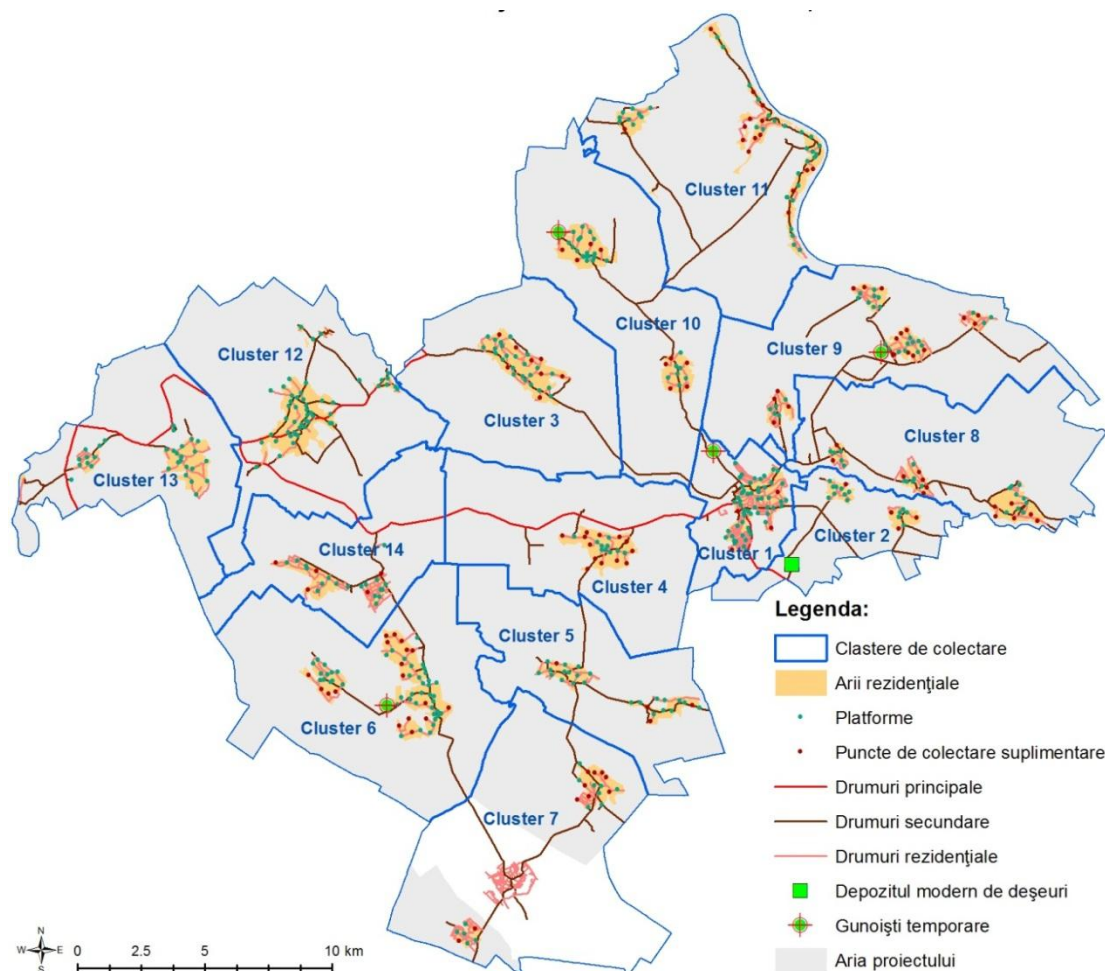 Cluster 11
Cluster 10
Cluster 9
Cluster 12
Cluster 3
Cluster 8
Cluster 13
Cluster 2
Cluster 14
Cluster 1
Cluster 4
Cluster 5
Cluster 6
Cluster 7
Legenda:
Clastere de colectare
Arii rezidenţiale
Platforme
Puncte de colectare suplimentare
Drumuri principale
Drumuri secundare
Drumuri rezidenţiale
Depozitul modern de deşeuri
Gunoişti temporare
Aria proiectului
N
W E
S
0 2.5 5 10 km